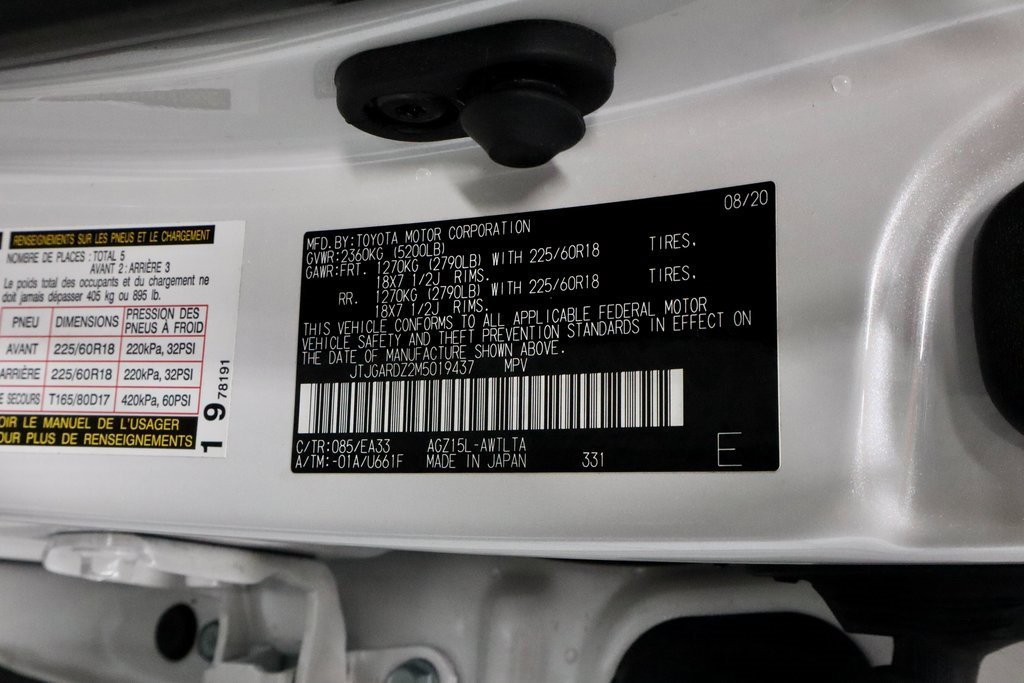 RENSEIGNEMENTS SUR LES PNEUS ET LE CHARGEMENT
NOMBRE DE PLACES : TOTAL 5
AVANT 2 : ARRIÈRE 3
Le poids total des occupants et du chargement ne
doit jamais dépasser 405 kg ou 895 lb.
PNEU DIMENSIONS PRESSION DES PNEUS À FROID
AVANT 225/60R18 220kPa, 32PSI
ARRIÈRE 225/60R18 220kPa, 32PSI
SECOURS T165/80D17 420kPa, 60PSI
LE MANUEL DE L'USAGER
PLUS DE RENSEIGNEMENTS
19 78191
08/20
MFD. BY: TOYOTA MOTOR CORPORATION
GVWR: 2360KG (5200LB)
GAWR: FRT. 1270KG (2790LB) WITH 225/60R18 TIRES,
18X7 1/2J RIMS.
RR. 1270KG (2790LB) WITH 225/60R18 TIRES,
18X7 1/2J RIMS.
THIS VEHICLE CONFORMS TO ALL APPLICABLE FEDERAL MOTOR
VEHICLE SAFETY AND THEFT PREVENTION STANDARDS IN EFFECT ON
THE DATE OF MANUFACTURE SHOWN ABOVE.
JTJGARDZ2M5019437 MPV
C/TR: 085/EA33 AGZ15L-AWTLTA
A/TM: -01A/U661F MADE IN JAPAN 331
E